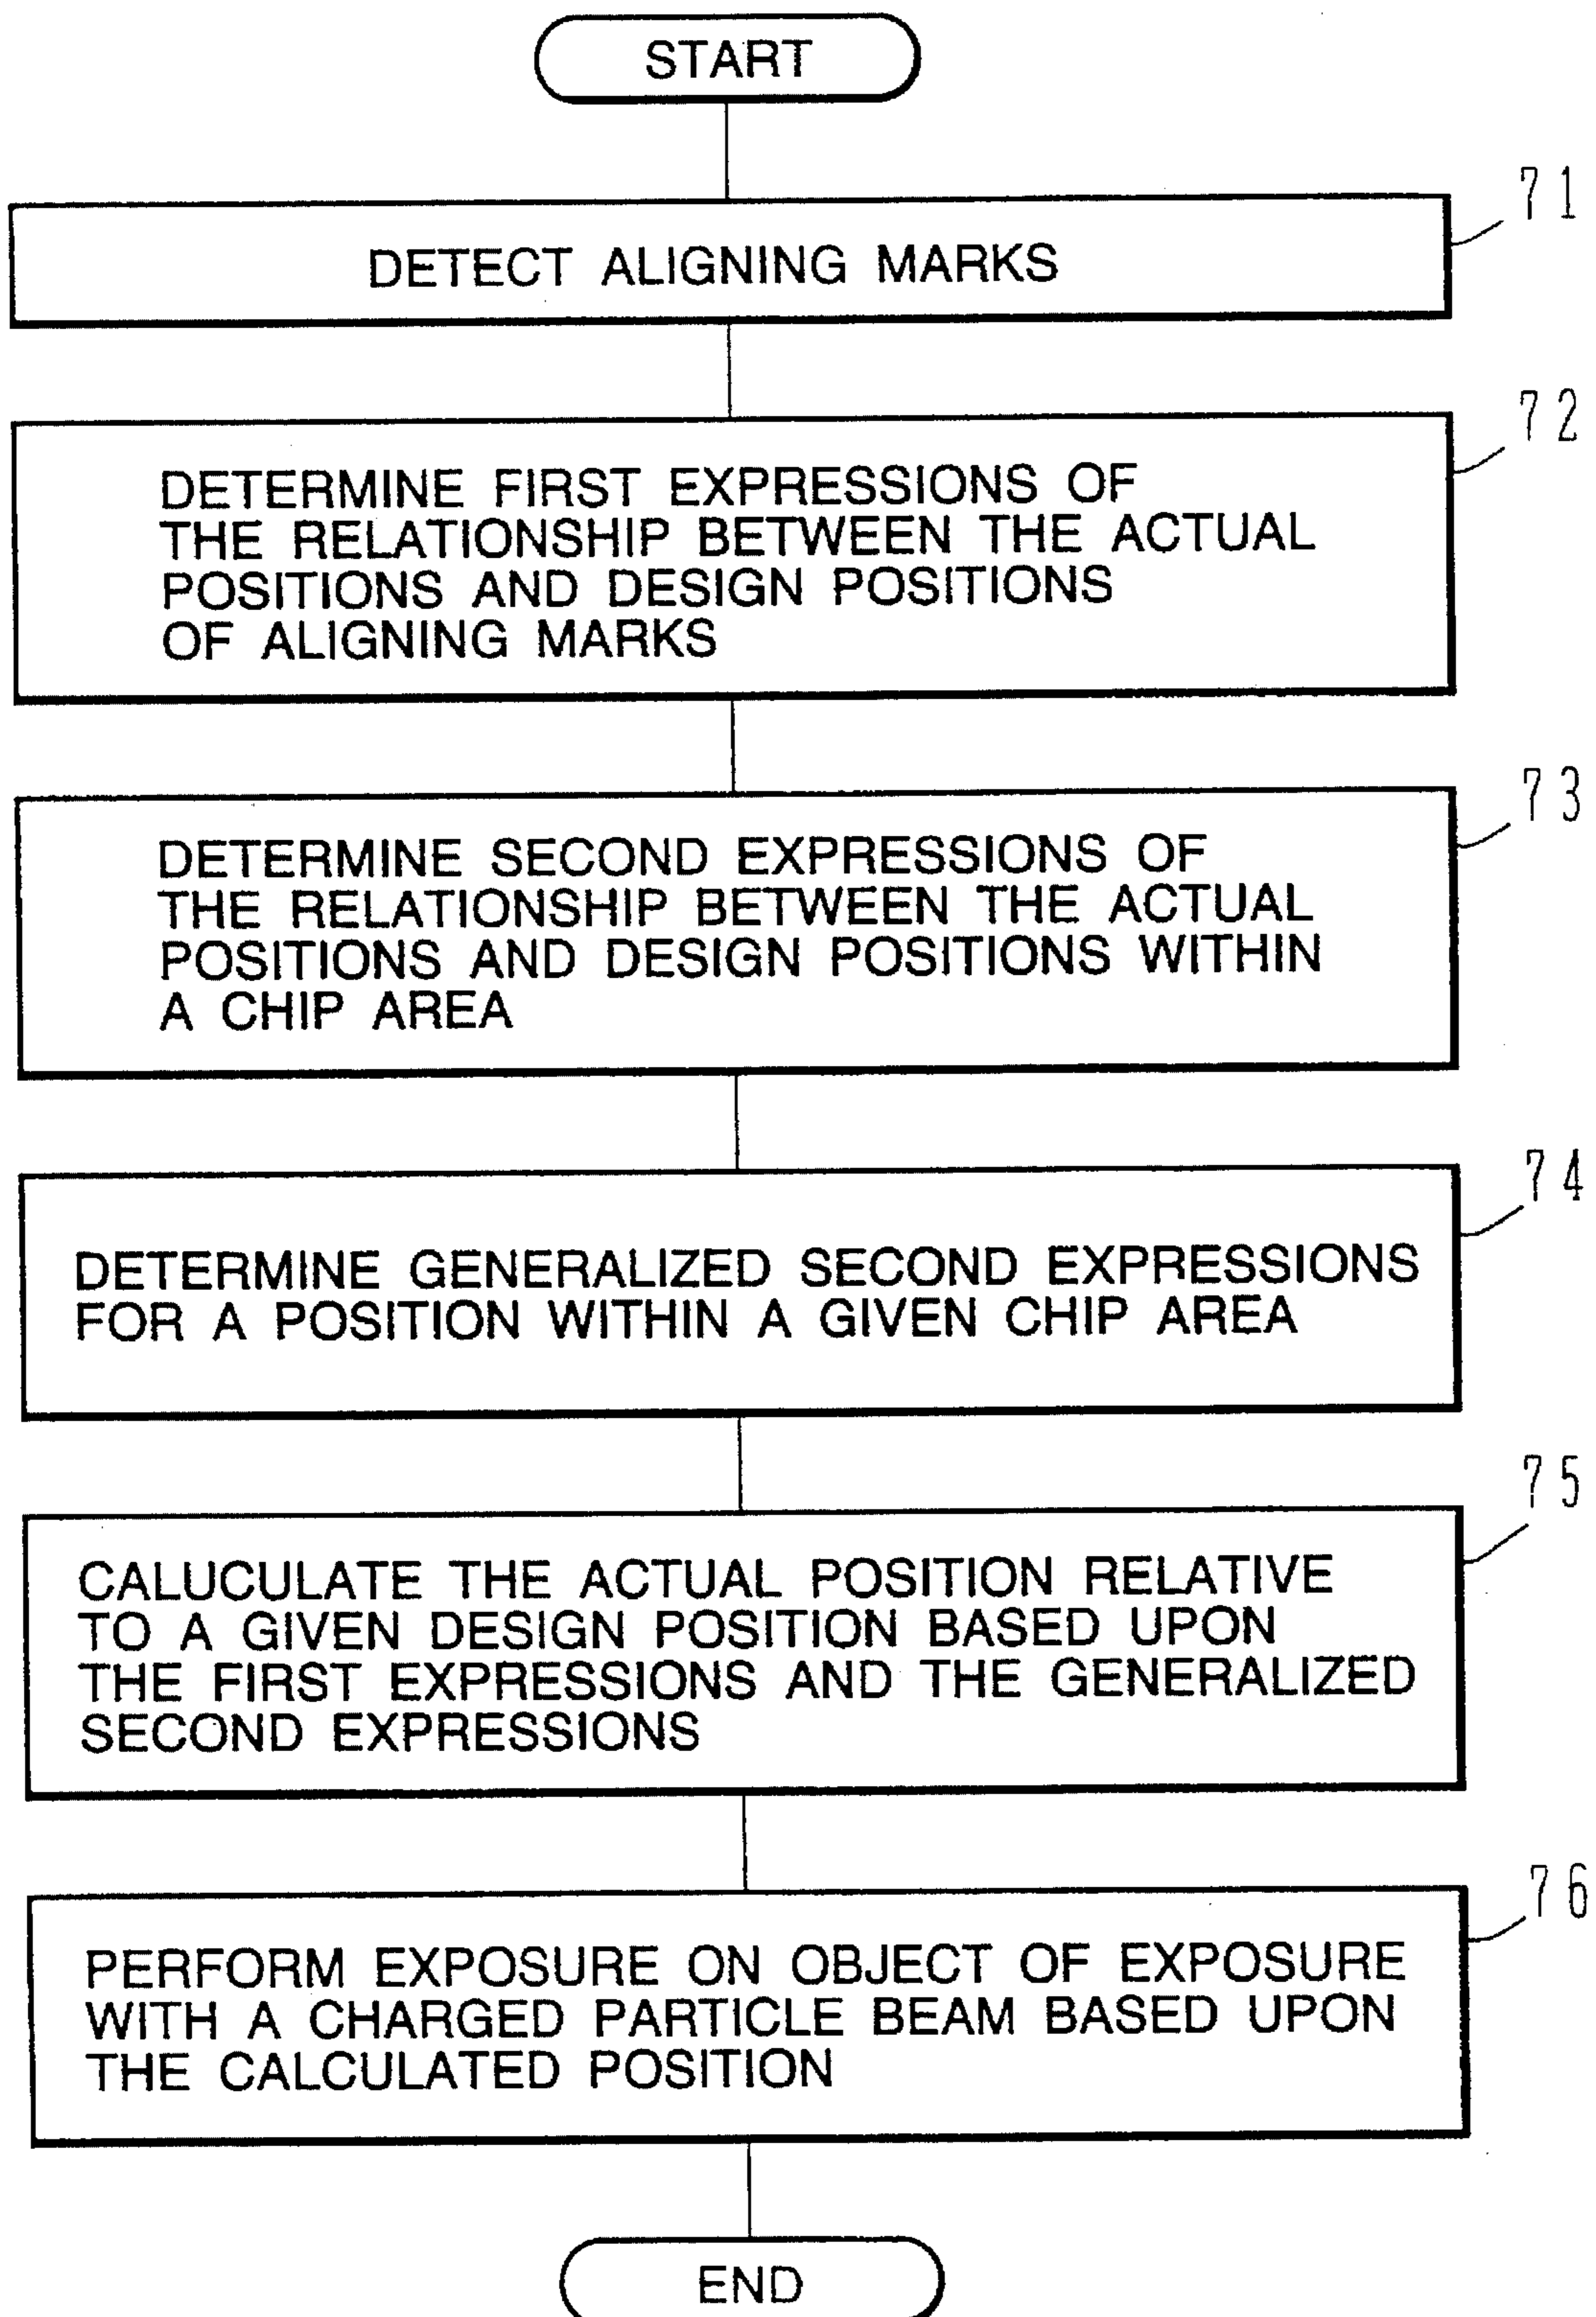 START
71
DETECT ALIGNING MARKS
72
DETERMINE FIRST EXPRESSIONS OF
THE RELATIONSHIP BETWEEN THE ACTUAL
POSITIONS AND DESIGN POSITIONS
OF ALIGNING MARKS
73
DETERMINE SECOND EXPRESSIONS OF
THE RELATIONSHIP BETWEEN THE ACTUAL
POSITIONS AND DESIGN POSITIONS WITHIN
A CHIP AREA
74
DETERMINE GENERALIZED SECOND EXPRESSIONS
FOR A POSITION WITHIN A GIVEN CHIP AREA
75
CALUCULATE THE ACTUAL POSITION RELATIVE
TO A GIVEN DESIGN POSITION BASED UPON
THE FIRST EXPRESSIONS AND THE GENERALIZED
SECOND EXPRESSIONS
76
PERFORM EXPOSURE ON OBJECT OF EXPOSURE
WITH A CHARGED PARTICLE BEAM BASED UPON
THE CALCULATED POSITION
END